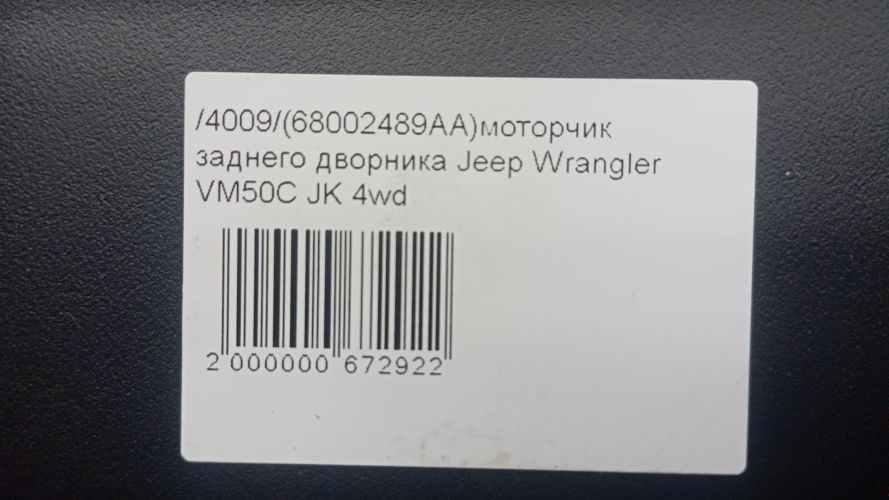 /4009/(68002489AA)моторчик
заднего дворника Jeep Wrangler
VM50C JK 4wd
2 000000 672922